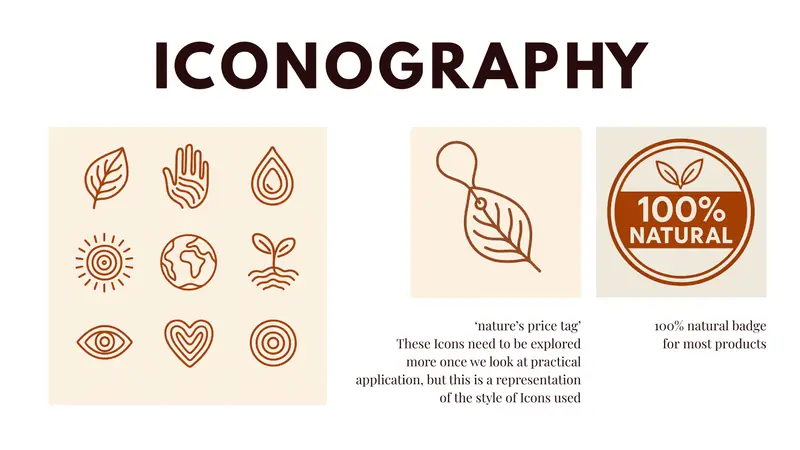 ICONOGRAPHY
100%
NATURAL
‘nature’s price tag’
These Icons need to be explored
more once we look at practical
application, but this is a representation
of the style of Icons used
100% natural badge
for most products